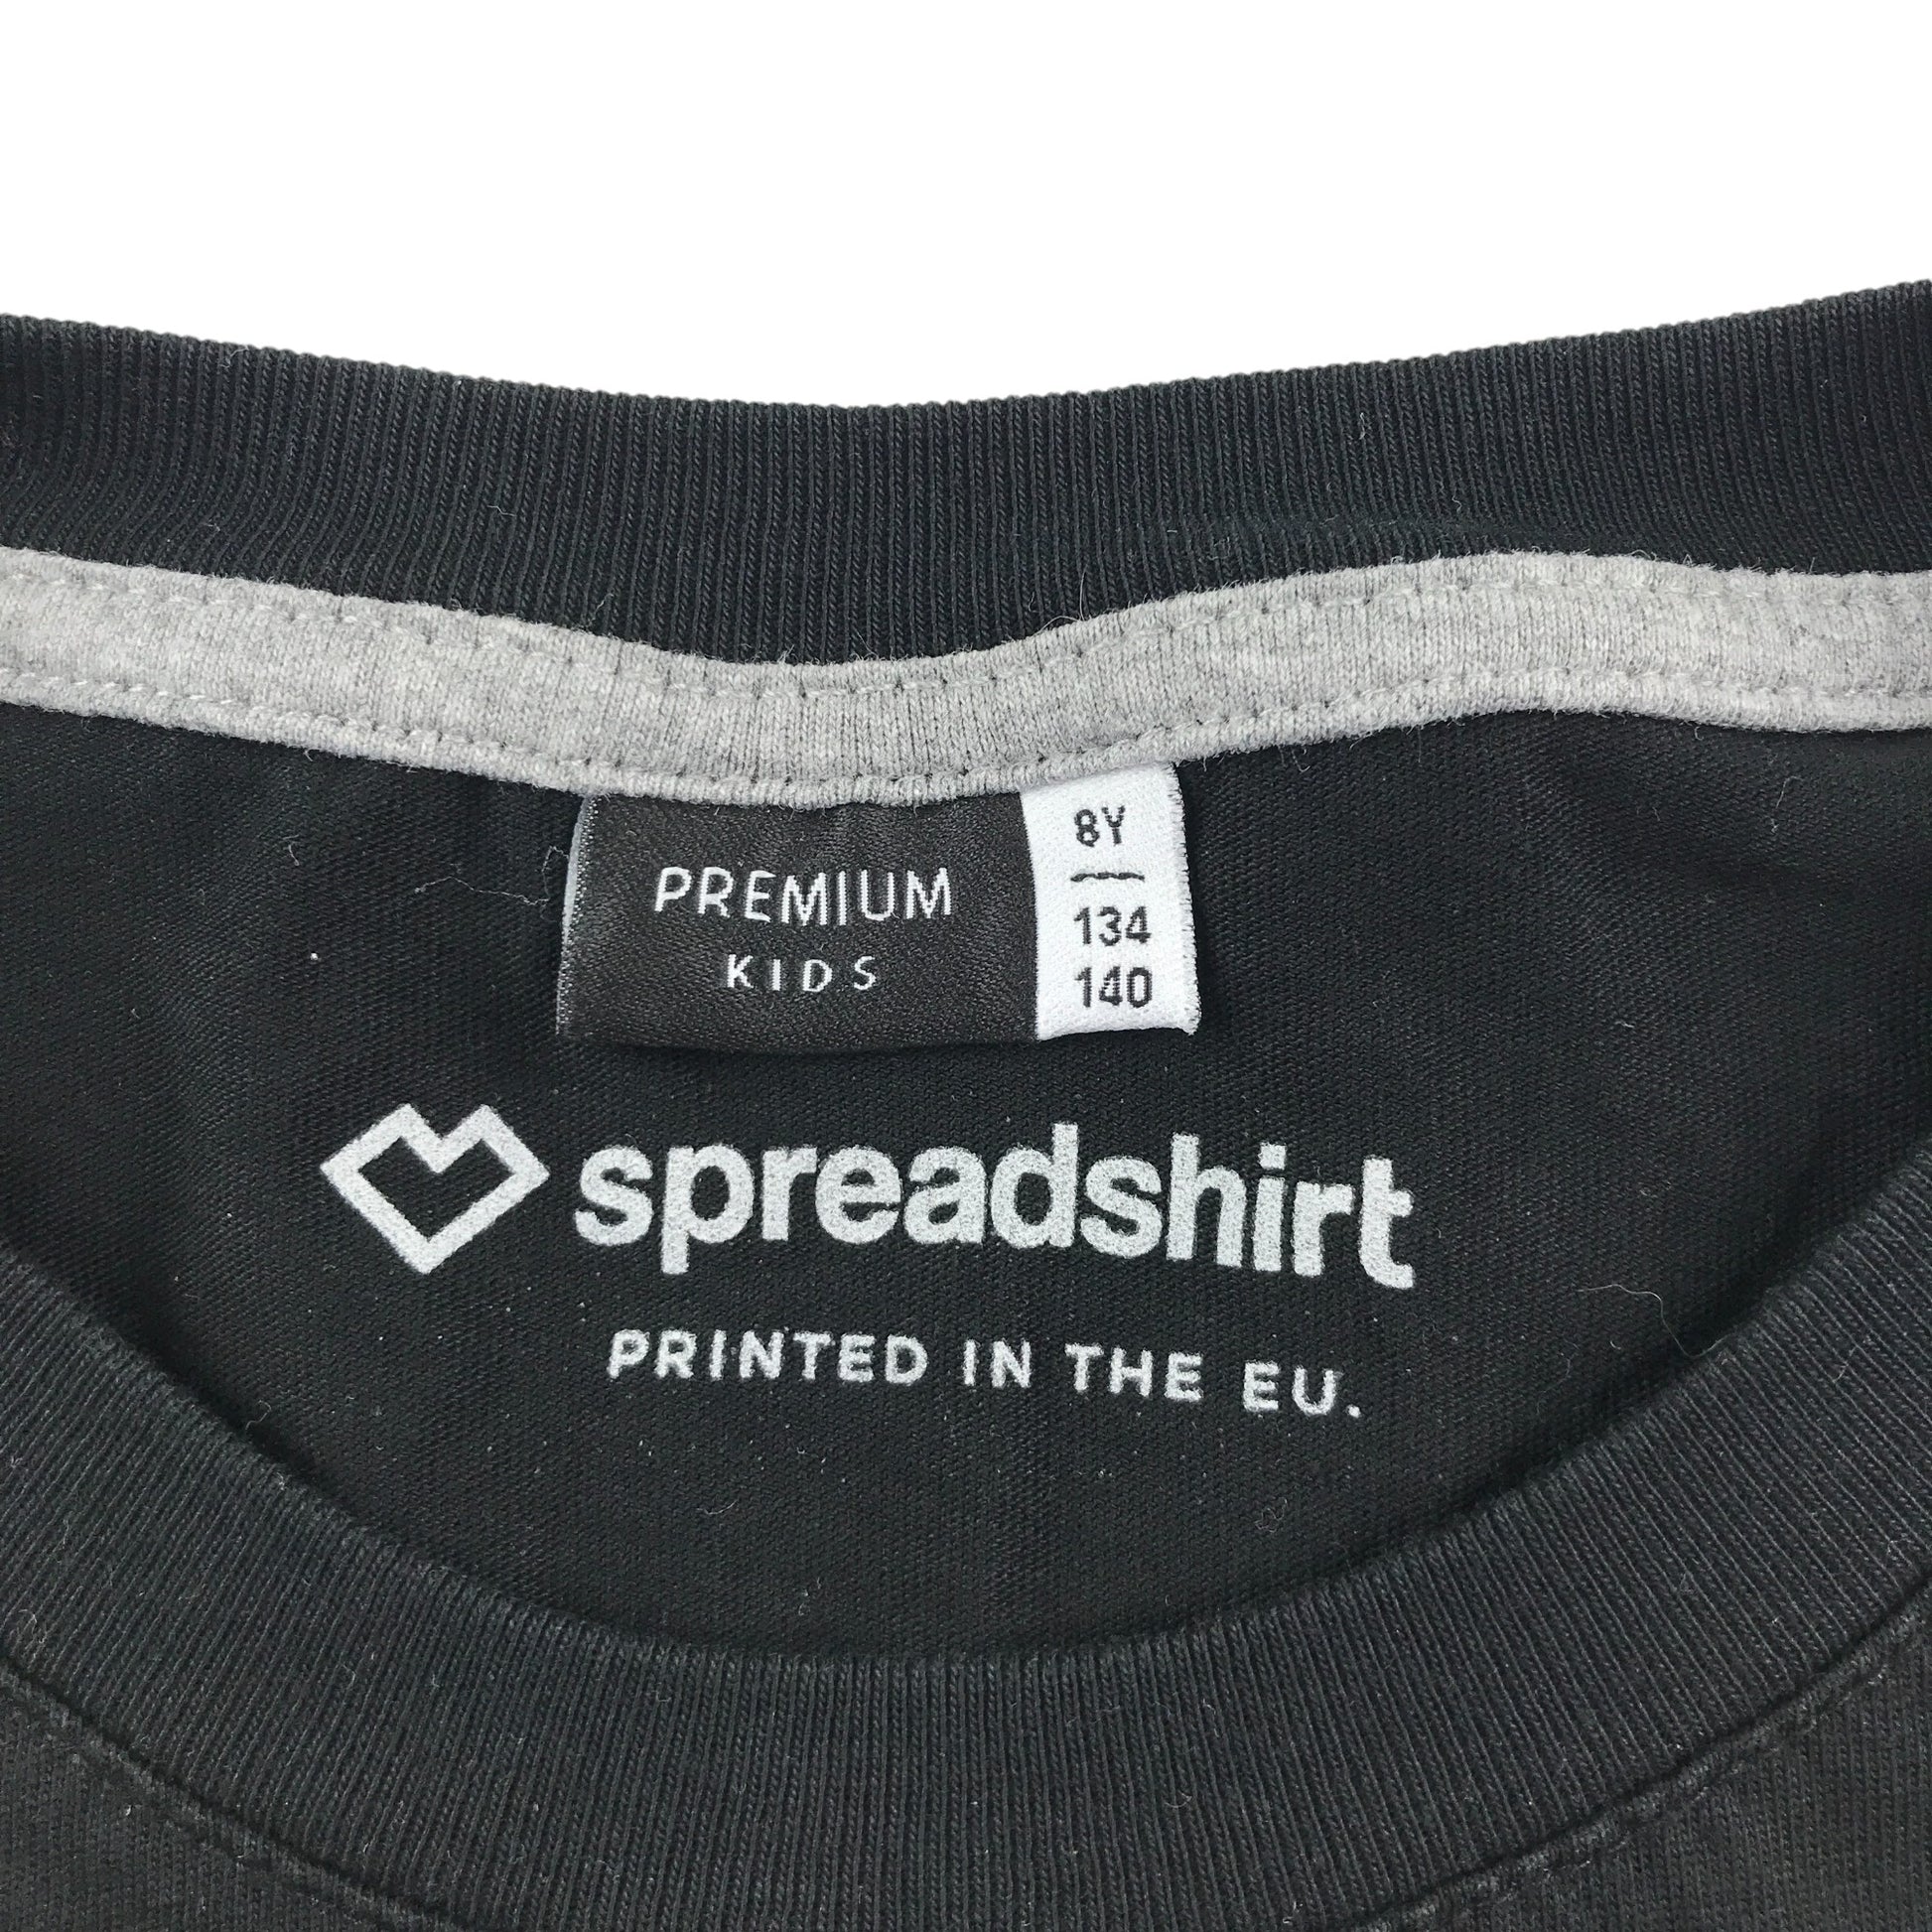 PREMIUM
KIDS
8Y
134
140
spreadshirt
PRINTED IN THE EU.